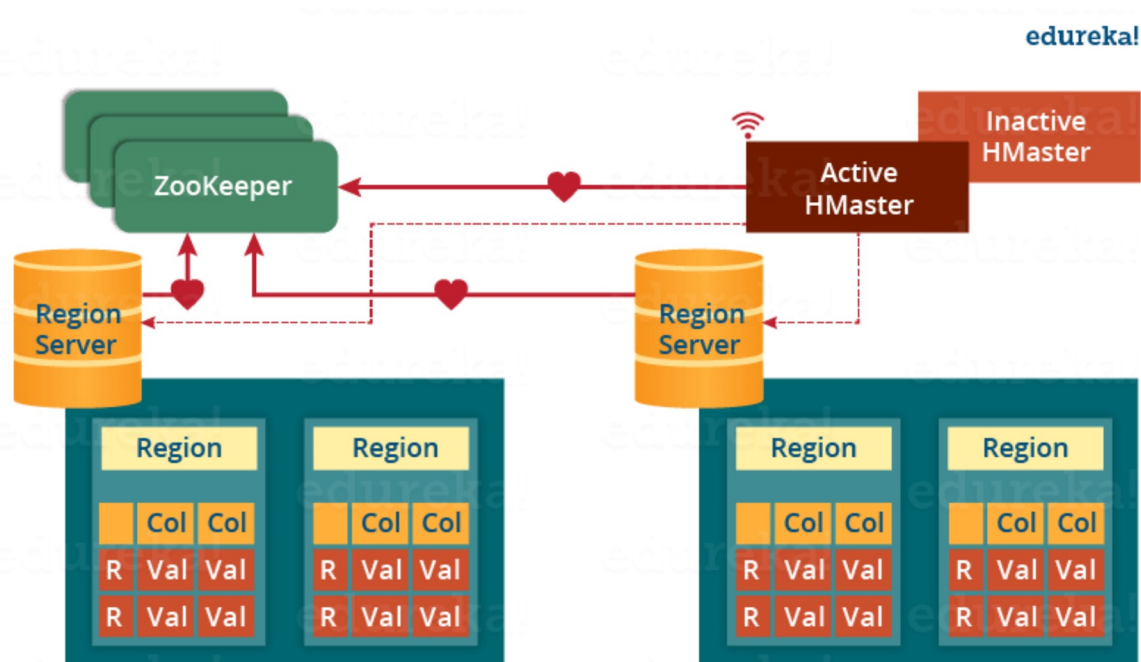 edureka!
Inactive
HMaster
Active
HMaster
ZooKeeper
Region
Server
Region
Server
Region
Region
Region
Region
Col Col
Col Col
Col Col
Col Col
R Val Val
R Val Val
R Val Val
R Val Val
R Val Val
R Val Val
R Val Val
R Val Val